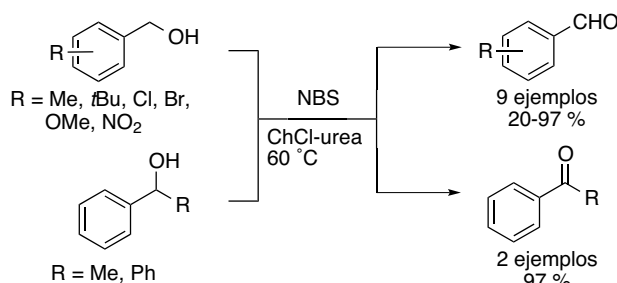 R
OH
R = Me, tBu, Cl, Br,
OMe, NO2
OH
R
R = Me, Ph
NBS
ChCl-urea
60 ˚C
CHO
R
9 ejemplos
20-97 %
O
R
2 ejemplos
97 %